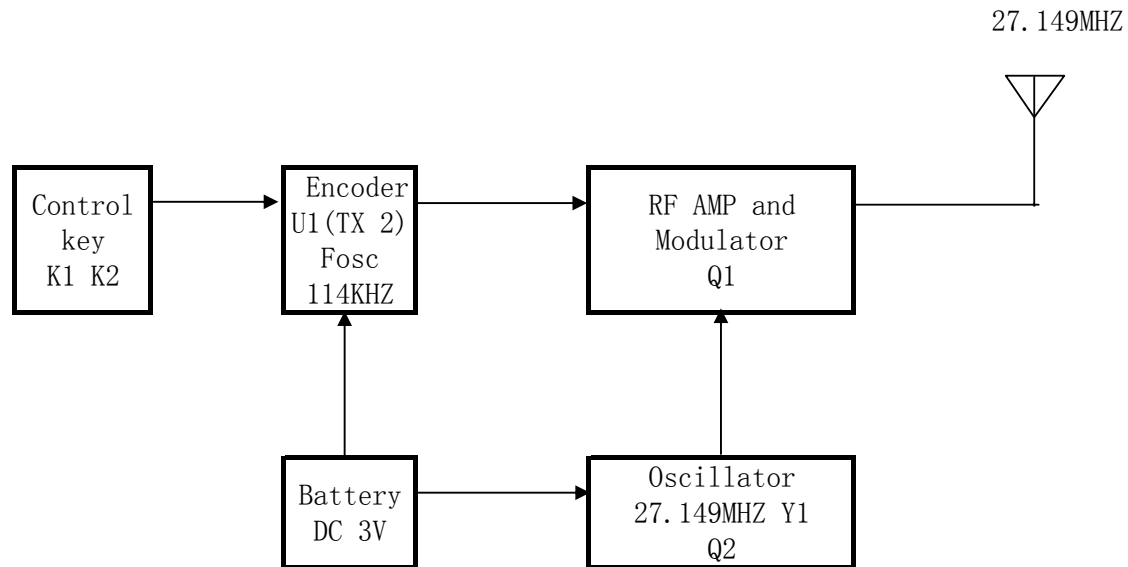 27.149MHZ
Control
key
K1 K2
Encoder
U1(TX 2)
Fosc
114KHZ
RF AMP and
Modulator
Q1
Battery
DC 3V
Oscillator
27.149MHZ Y1
Q2